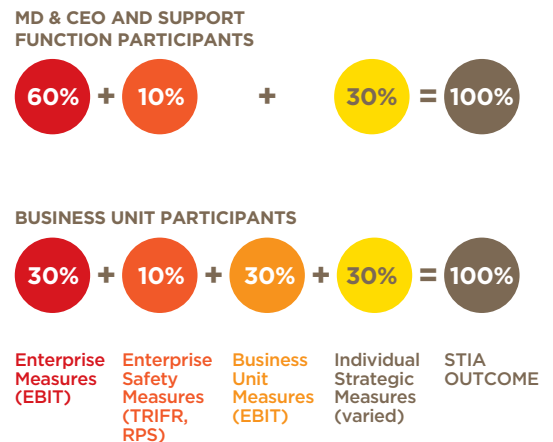 MD & CEO AND SUPPORT
FUNCTION PARTICIPANTS
60% + 10% + 30% = 100%
BUSINESS UNIT PARTICIPANTS
30% + 10% + 30% + 30% = 100%
Enterprise
Measures
(EBIT)
Enterprise
Safety
Measures
(TRIFR,
RPS)
Business
Unit
Measures
(EBIT)
Individual
Strategic
Measures
(varied)
STIA
OUTCOME